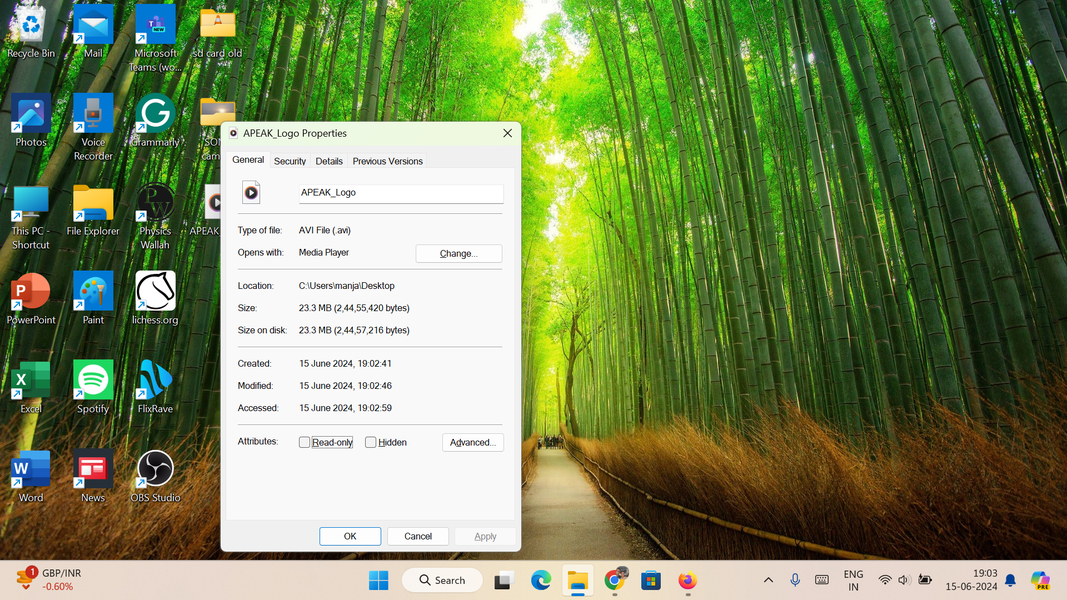 Recycle Bin
Mail
Microsoft
Teams (wo...
sd card old
Photos
Voice
Recorder
Grammarly
This PC -
Shortcut
File Explorer
Physics
Wallah
PowerPoint
Paint
lichess.org
Excel
Spotify
FlixRave
Word
News
OBS Studio
APEAK_Logo Properties
General
Security
Details
Previous Versions
APEAK_Logo
Type of file: AVI File (.avi)
Opens with: Media Player
Change...
Location: C:\Users\manja\Desktop
Size: 23.3 MB (2,44,55,420 bytes)
Size on disk: 23.3 MB (2,44,57,216 bytes)
Created: 15 June 2024, 19:02:41
Modified: 15 June 2024, 19:02:46
Accessed: 15 June 2024, 19:02:59
Attributes: Read-only Hidden
Advanced...
OK
Cancel
Apply
1
GBP/INR
-0.60%
Search
ENG
IN
19:03
15-06-2024
PRE